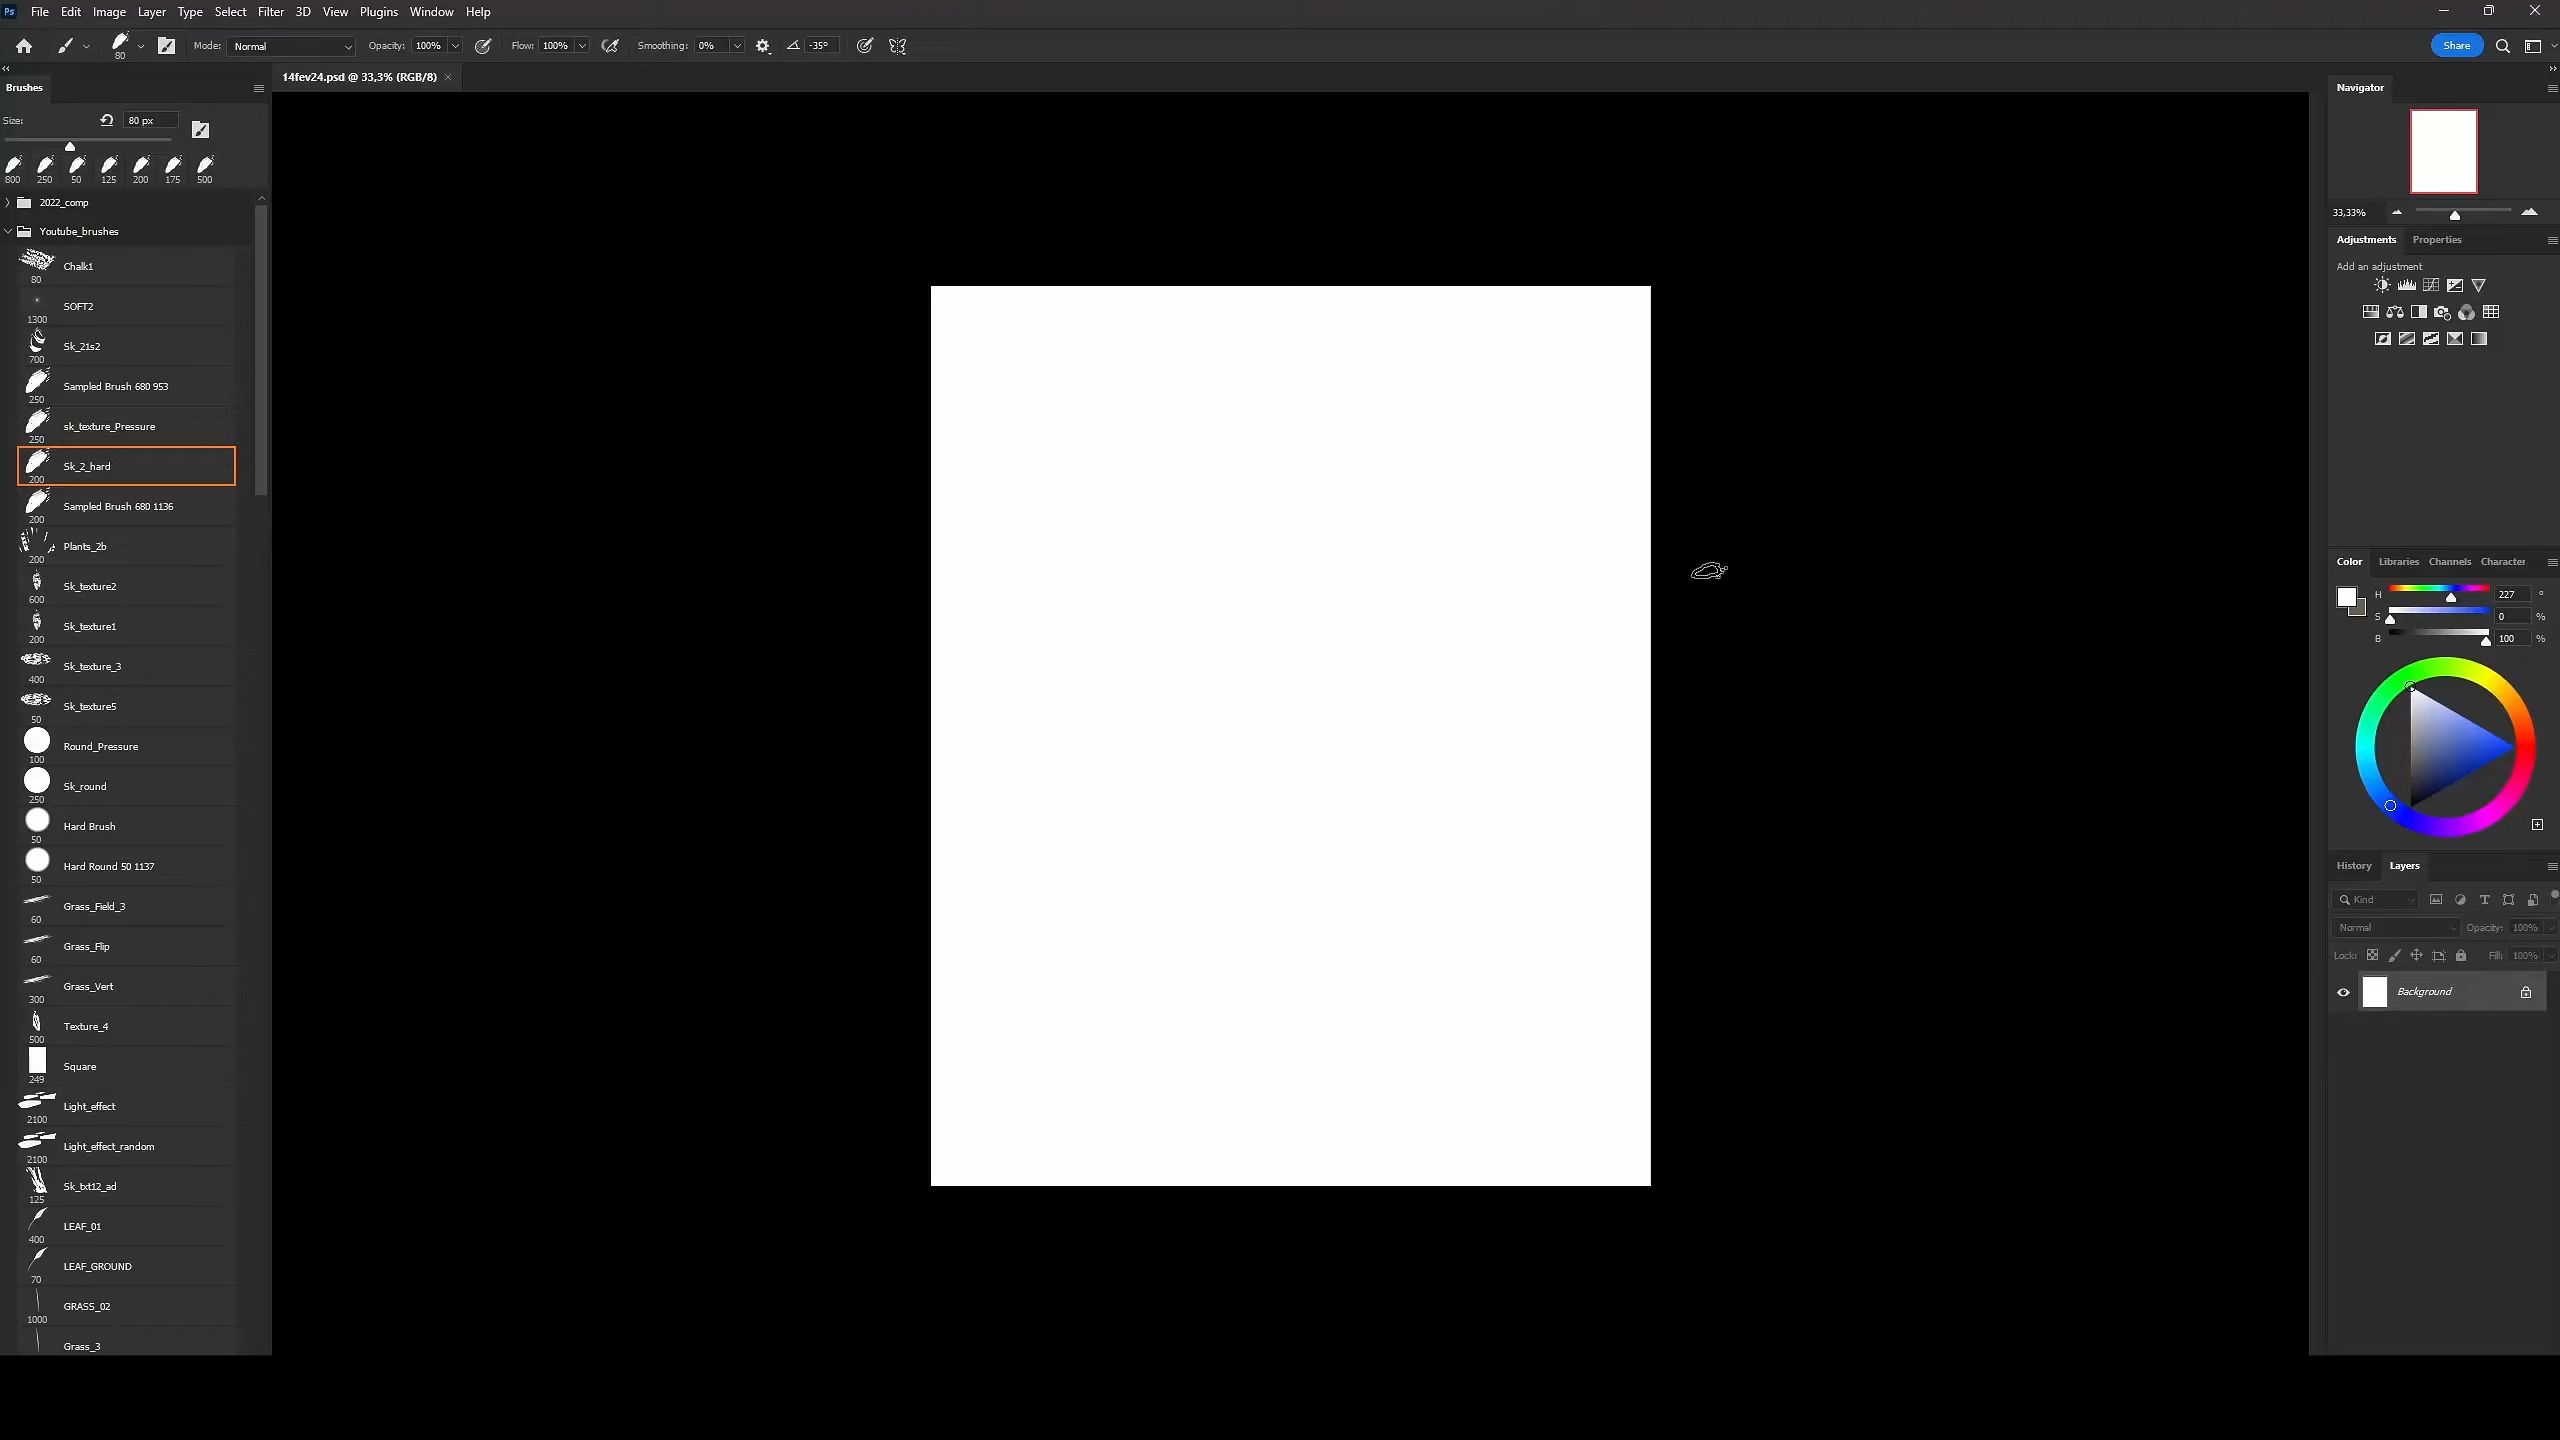 Ps File Edit Image Layer Type Select Filter 3D View Plugins Window Help
80 Mode: Normal Opacity: 100% Flow: 100% Smoothing: 0% -35° Share
14fev24.psd @ 33,3% (RGB/8) ×
Brushes
Size: 80 px
800 250 50 125 200 175 500
2022_comp
Youtube_brushes
Chalk1
80
SOFT2
1300
Sk_21s2
700
Sampled Brush 680 953
250
sk_texture_Pressure
250
Sk_2_hard
200
Sampled Brush 680 1136
200
Plants_2b
200
Sk_texture2
600
Sk_texture1
200
Sk_texture_3
400
Sk_texture5
50
Round_Pressure
100
Sk_round
250
Hard Brush
50
Hard Round 50 1137
50
Grass_Field_3
60
Grass_Flip
60
Grass_Vert
300
Texture_4
500
Square
249
Light_effect
2100
Light_effect_random
2100
Sk_txt12_ad
125
LEAF_01
400
LEAF_GROUND
70
GRASS_02
1000
Grass_3
Navigator
33,33%
Adjustments Properties
Add an adjustment
Color Libraries Channels Character
H 227 °
S 0 %
B 100 %
History Layers
Kind
Normal Opacity: 100%
Lock: Fill: 100%
Background